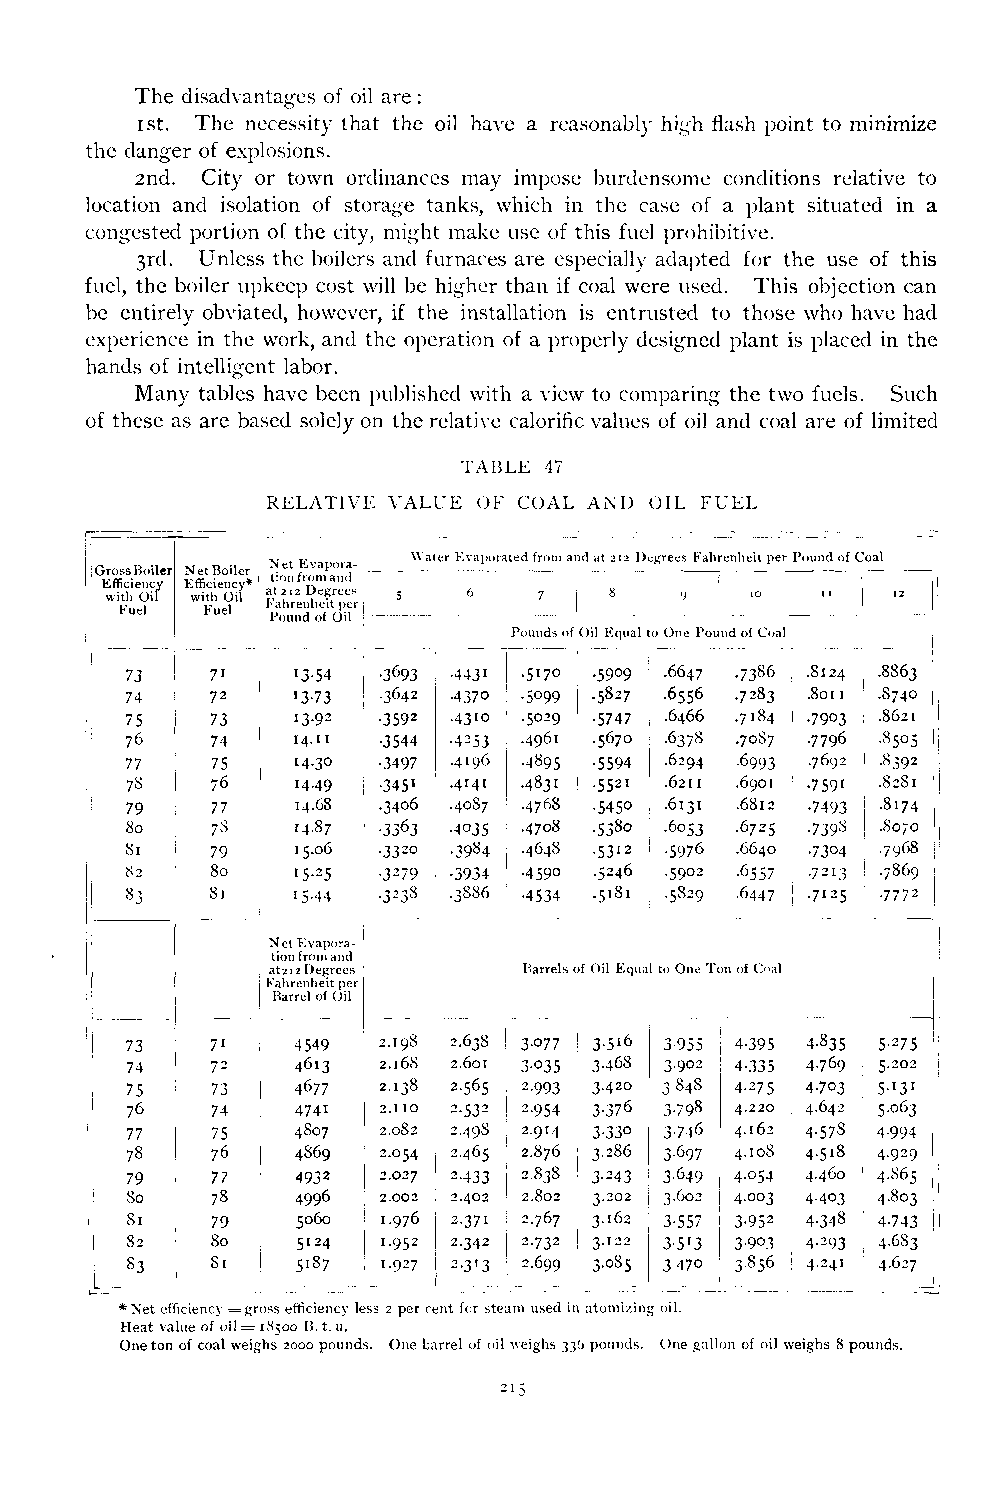 The disadvantages of oil are:
1st. The necessity that the oil have a reasonably high flash point to minimize
the danger of explosions.
2nd. City or town ordinances may impose burdensome conditions relative to
location and isolation of storage tanks, which in the case of a plant situated in a
congested portion of the city, might make use of this fuel prohibitive.
3rd. Unless the boilers and furnaces are especially adapted for the use of this
fuel, the boiler upkeep cost will be higher than if coal were used. This objection can
be entirely obviated, however, if the installation is entrusted to those who have had
experience in the work, and the operation of a properly designed plant is placed in the
hands of intelligent labor.
Many tables have been published with a view to comparing the two fuels. Such
of these as are based solely on the relative calorific values of oil and coal are of limited
TABLE 47
RELATIVE VALUE OF COAL AND OIL FUEL
Gross Boiler
Efficiency
with Oil
Fuel
Net Boiler
Efficiency*
with Oil
Fuel
Net Evapora-
tion from and
at 212 Degrees
Fahrenheit per
Pound of Oil
Water Evaporated from and at 212 Degrees Fahrenheit per Pound of Coal
5 6 7 8 9 10 11 12
Pounds of Oil Equal to One Pound of Coal
73 71 13.54 .3693 .4431 .5170 .5909 .6647 .7386 .8124 .8863
74 72 13.73 .3642 .4370 .5099 .5827 .6556 .7283 .8011 .8740
75 73 13.92 .3592 .4310 .5029 .5747 .6466 .7184 .7903 .8621
76 74 14.11 .3544 .4253 .4961 .5670 .6378 .7087 .7796 .8505
77 75 14.30 .3497 .4196 .4895 .5594 .6294 .6993 .7692 .8392
78 76 14.49 .3451 .4141 .4831 .5521 .6211 .6901 .7591 .8281
79 77 14.68 .3406 .4087 .4768 .5450 .6131 .6812 .7493 .8174
80 78 14.87 .3363 .4035 .4708 .5380 .6053 .6725 .7398 .8070
81 79 15.06 .3320 .3984 .4648 .5312 .5976 .6640 .7304 .7968
82 80 15.25 .3279 .3934 .4590 .5246 .5902 .6557 .7213 .7869
83 81 15.44 .3238 .3886 .4534 .5181 .5829 .6447 .7125 .7772
Net Evapora-
tion from and
at 212 Degrees
Fahrenheit per
Barrel of Oil
Barrels of Oil Equal to One Ton of Coal
73 71 4549 2.198 2.638 3.077 3.516 3.955 4.395 4.835 5.275
74 72 4613 2.168 2.601 3.035 3.468 3.902 4.335 4.769 5.202
75 73 4677 2.138 2.565 2.993 3.420 3 848 4.275 4.703 5.131
76 74 4741 2.110 2.532 2.954 3.376 3.798 4.220 4.642 5.063
77 75 4807 2.082 2.498 2.914 3.330 3.746 4.162 4.578 4.994
78 76 4869 2.054 2.465 2.876 3.286 3.697 4.108 4.518 4.929
79 77 4932 2.027 2.433 2.838 3.243 3.649 4.054 4.460 4.865
80 78 4996 2.002 2.402 2.802 3.202 3.602 4.003 4.403 4.803
81 79 5060 1.976 2.371 2.767 3.162 3.557 3.952 4.348 4.743
82 80 5124 1.952 2.342 2.732 3.122 3.513 3.903 4.293 4.683
83 81 5187 1.927 2.313 2.699 3.085 3 470 3.856 4.241 4.627
*Net efficiency = gross efficiency less 2 per cent for steam used in atomizing oil.
Heat value of oil = 18500 B. t. u.
One ton of coal weighs 2000 pounds. One barrel of oil weighs 336 pounds. One gallon of oil weighs 8 pounds.
215